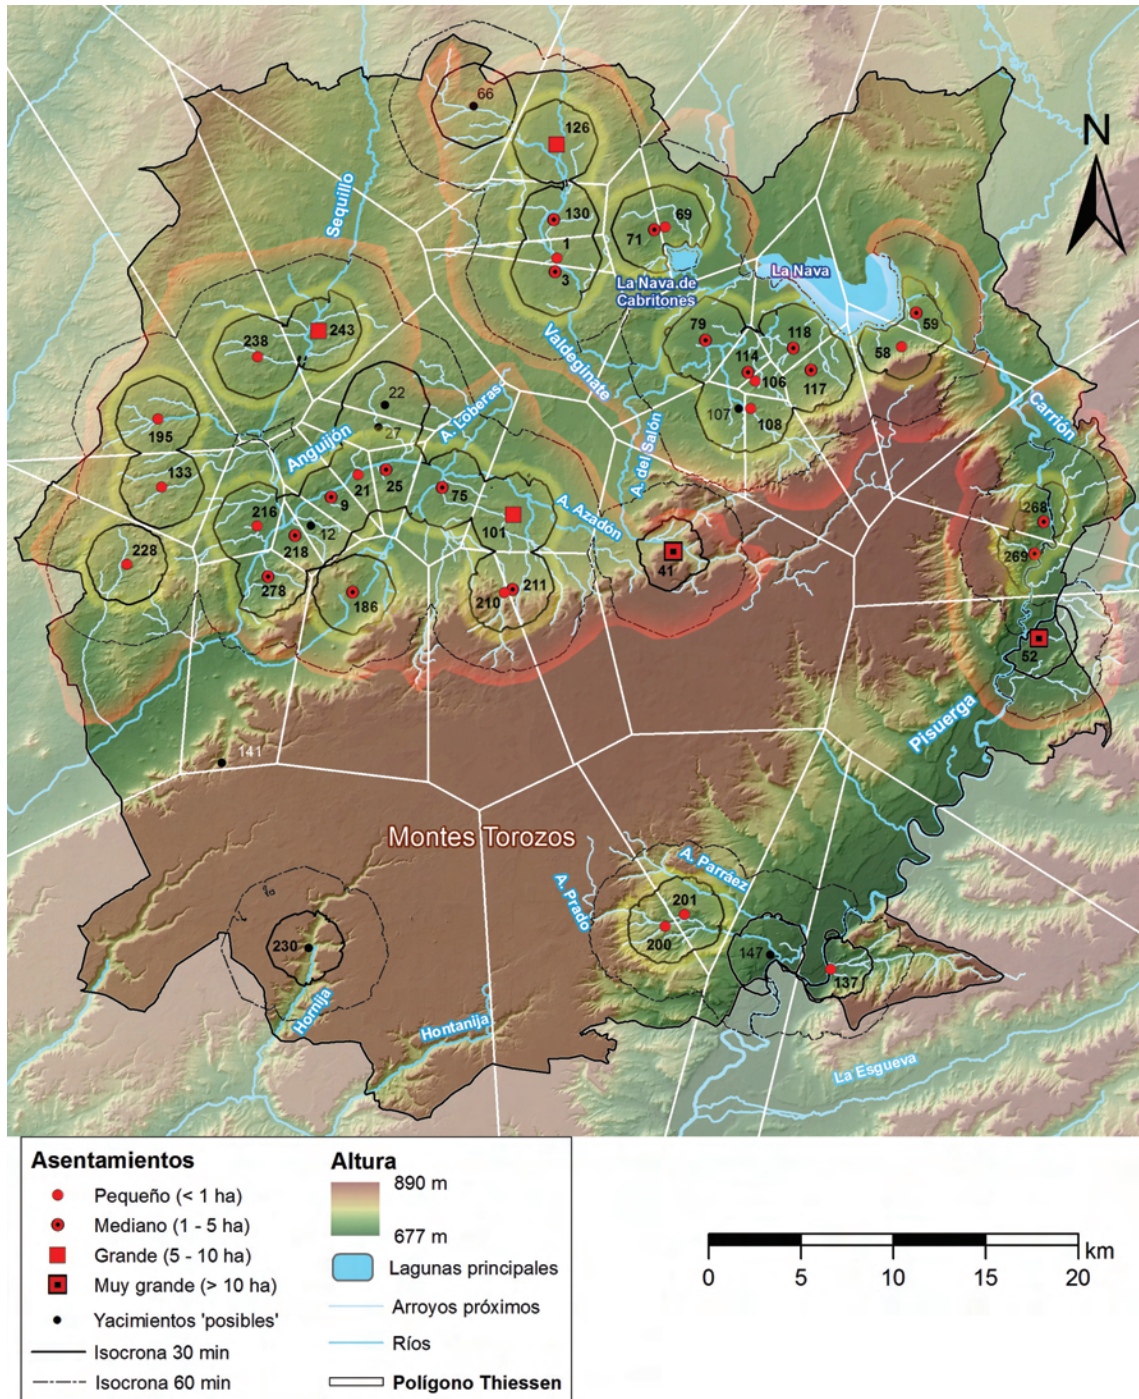 66
126
N
Sequillo
130
69
1
71
3
La Nava de
Cabritones
La Nava
243
238
79
118
59
58
Valdeginate
114
106
117
22
107
108
27
A. Loberas
Carrión
195
Anguijón
A. del Salón
133
21
25
9
75
216
101
A. Azadón
268
12
218
269
228
41
278
186
210
211
52
Pisuerga
141
Montes Torozos
A. Parráez
A. Prado
201
200
230
147
137
Hornija
Hontanija
La Esgueva
Asentamientos
Pequeño (< 1 ha)
Mediano (1 - 5 ha)
Grande (5 - 10 ha)
Muy grande (> 10 ha)
Yacimientos 'posibles'
Isocrona 30 min
Isocrona 60 min
Altura
890 m
677 m
Lagunas principales
Arroyos próximos
Ríos
Polígono Thiessen
km
0 5 10 15 20